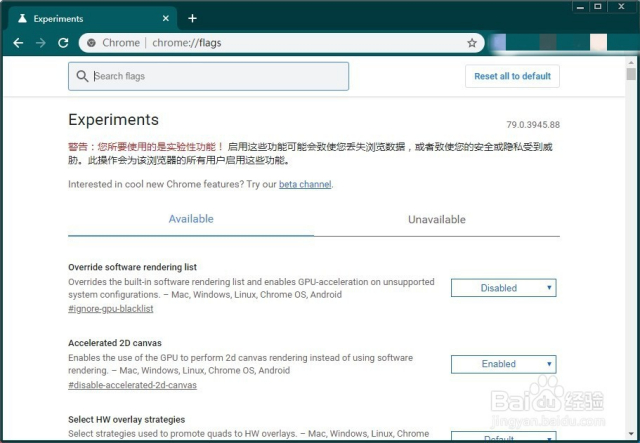 Experiments
Chrome | chrome://flags
Search flags
Reset all to default
Experiments
79.0.3945.88
警告：您所要使用的是实验性功能！ 启用这些功能可能会致使您丢失浏览数据，或者致使您的安全或隐私受到威
胁。此操作会为该浏览器的所有用户启用这些功能。
Interested in cool new Chrome features? Try our beta channel.
Available
Unavailable
Override software rendering list
Overrides the built-in software rendering list and enables GPU-acceleration on unsupported
system configurations. – Mac, Windows, Linux, Chrome OS, Android
#ignore-gpu-blacklist
Disabled
Accelerated 2D canvas
Enables the use of the GPU to perform 2d canvas rendering instead of using software
rendering. – Mac, Windows, Linux, Chrome OS, Android
#disable-accelerated-2d-canvas
Enabled
Select HW overlay strategies
Select strategies used to promote quads to HW overlays. – Mac, Windows, Linux, Chrome
Default
Baidu 经验
jingyan.baidu.com